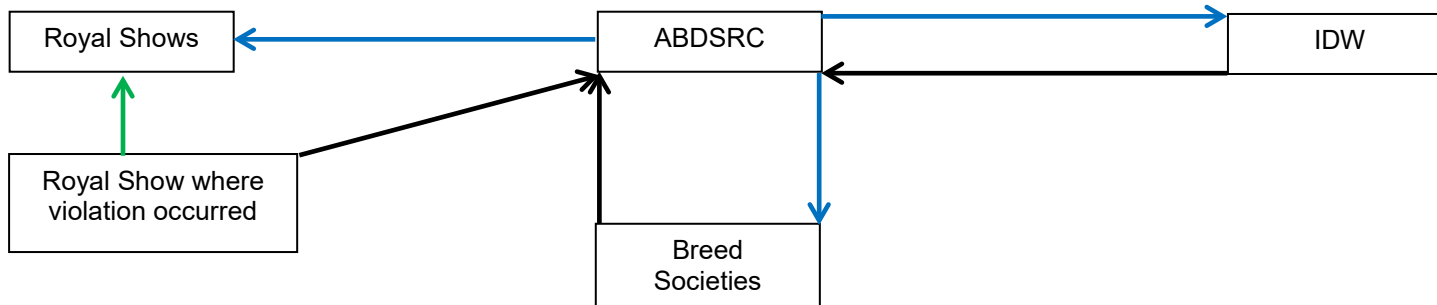 Royal Shows
ABDSRC
IDW
Royal Show where
violation occurred
Breed
Societies